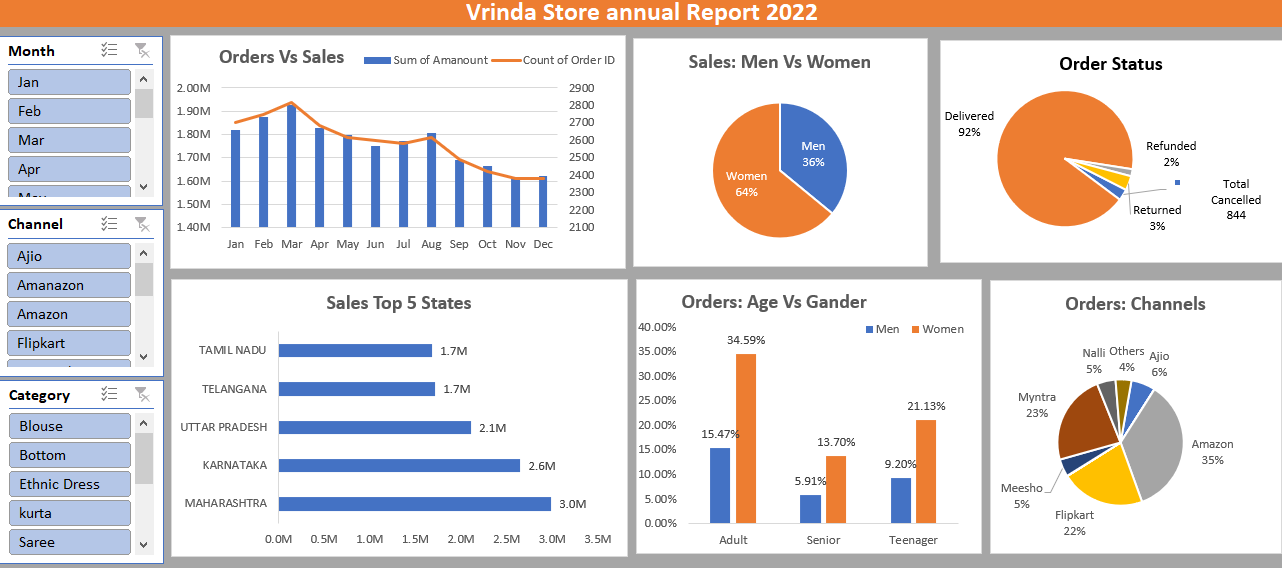 Vrinda Store annual Report 2022
Month
Jan
Feb
Mar
Apr
Channel
Ajio
Amanazon
Amazon
Flipkart
Category
Blouse
Bottom
Ethnic Dress
kurta
Saree
Orders Vs Sales
Sum of Amanount
Count of Order ID
2.00M
1.90M
1.80M
1.70M
1.60M
1.50M
1.40M
2900
2800
2700
2600
2500
2400
2300
2200
2100
Jan Feb Mar Apr May Jun Jul Aug Sep Oct Nov Dec
Sales: Men Vs Women
Men
36%
Women
64%
Order Status
Delivered
92%
Refunded
2%
Total
Cancelled
844
Returned
3%
Sales Top 5 States
TAMIL NADU 1.7M
TELANGANA 1.7M
UTTAR PRADESH 2.1M
KARNATAKA 2.6M
MAHARASHTRA 3.0M
0.0M 0.5M 1.0M 1.5M 2.0M 2.5M 3.0M 3.5M
Orders: Age Vs Gander
Men Women
40.00%
35.00%
30.00%
25.00%
20.00%
15.00%
10.00%
5.00%
0.00%
15.47%
34.59%
5.91%
13.70%
9.20%
21.13%
Adult Senior Teenager
Orders: Channels
Nalli
5%
Others
4%
Ajio
6%
Myntra
23%
Amazon
35%
Meesho
5%
Flipkart
22%